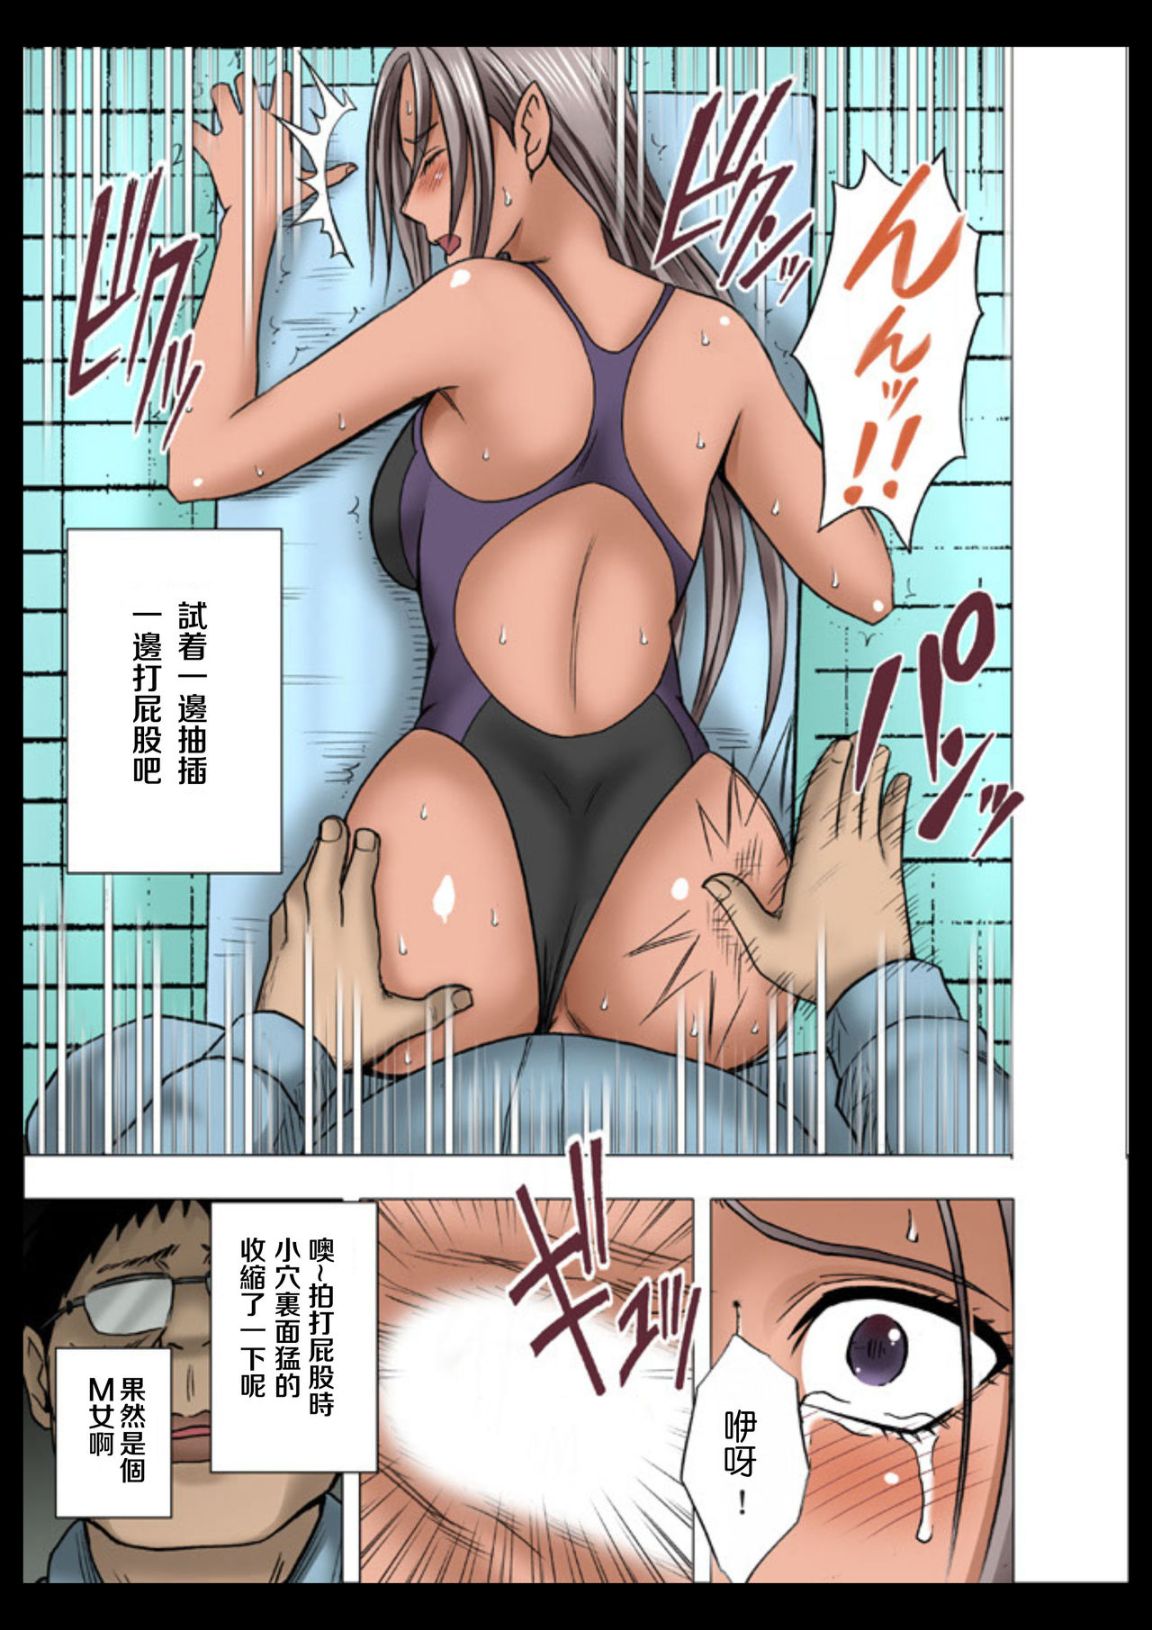 んんッ!!
ビクンッ
ビクッ
パンッ
試着一邊抽插
一邊打屁股吧
咿呀！
ギュッ
噢~拍打屁股時
小穴裏面猛的
收縮了一下呢
果然是個
M女啊